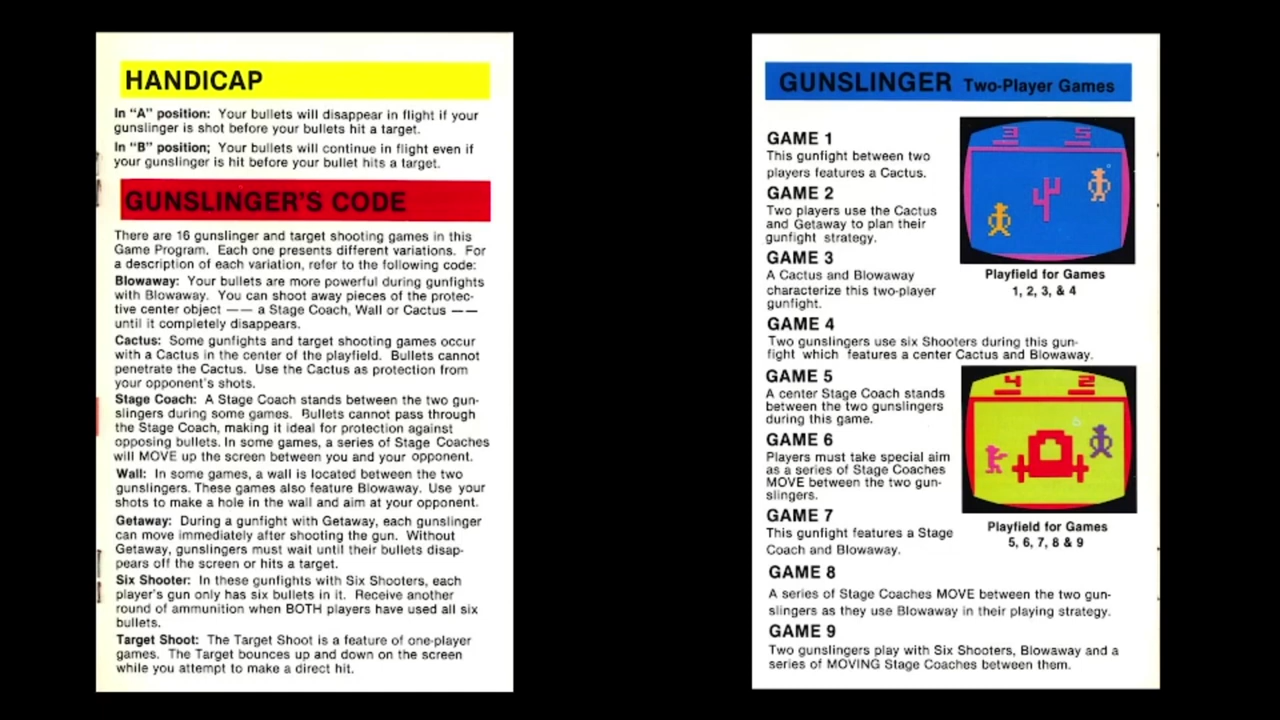 HANDICAP
In “A” position: Your bullets will disappear in flight if your
gunslinger is shot before your bullets hit a target.
In “B” position; Your bullets will continue in flight even if
your gunslinger is hit before your bullet hits a target.
GUNSLINGER'S CODE
There are 16 gunslinger and target shooting games in this
Game Program. Each one presents different variations. For
a description of each variation, refer to the following code:
Blowaway: Your bullets are more powerful during gunfights
with Blowaway. You can shoot away pieces of the protec-
tive center object —— a Stage Coach, Wall or Cactus ——
until it completely disappears.
Cactus: Some gunfights and target shooting games occur
with a Cactus in the center of the playfield. Bullets cannot
penetrate the Cactus. Use the Cactus as protection from
your opponent's shots.
Stage Coach: A Stage Coach stands between the two gun-
slingers during some games. Bullets cannot pass through
the Stage Coach, making it ideal for protection against
opposing bullets. In some games, a series of Stage Coaches
will MOVE up the screen between you and your opponent.
Wall: In some games, a wall is located between the two
gunslingers. These games also feature Blowaway. Use your
shots to make a hole in the wall and aim at your opponent.
Getaway: During a gunfight with Getaway, each gunslinger
can move immediately after shooting the gun. Without
Getaway, gunslingers must wait until their bullets disap-
pears off the screen or hits a target.
Six Shooter: In these gunfights with Six Shooters, each
player's gun only has six bullets in it. Receive another
round of ammunition when BOTH players have used all six
bullets.
Target Shoot: The Target Shoot is a feature of one-player
games. The Target bounces up and down on the screen
while you attempt to make a direct hit.
GUNSLINGER Two-Player Games
GAME 1
This gunfight between two
players features a Cactus.
GAME 2
Two players use the Cactus
and Getaway to plan their
gunfight strategy.
GAME 3
A Cactus and Blowaway
characterize this two-player
gunfight.
3 5
Playfield for Games
1, 2, 3, & 4
GAME 4
Two gunslingers use six Shooters during this gun-
fight which features a center Cactus and Blowaway.
GAME 5
A center Stage Coach stands
between the two gunslingers
during this game.
GAME 6
Players must take special aim
as a series of Stage Coaches
MOVE between the two gun-
slingers.
GAME 7
This gunfight features a Stage
Coach and Blowaway.
4 2
Playfield for Games
5, 6, 7, 8 & 9
GAME 8
A series of Stage Coaches MOVE between the two gun-
slingers as they use Blowaway in their playing strategy.
GAME 9
Two gunslingers play with Six Shooters, Blowaway and a
series of MOVING Stage Coaches between them.